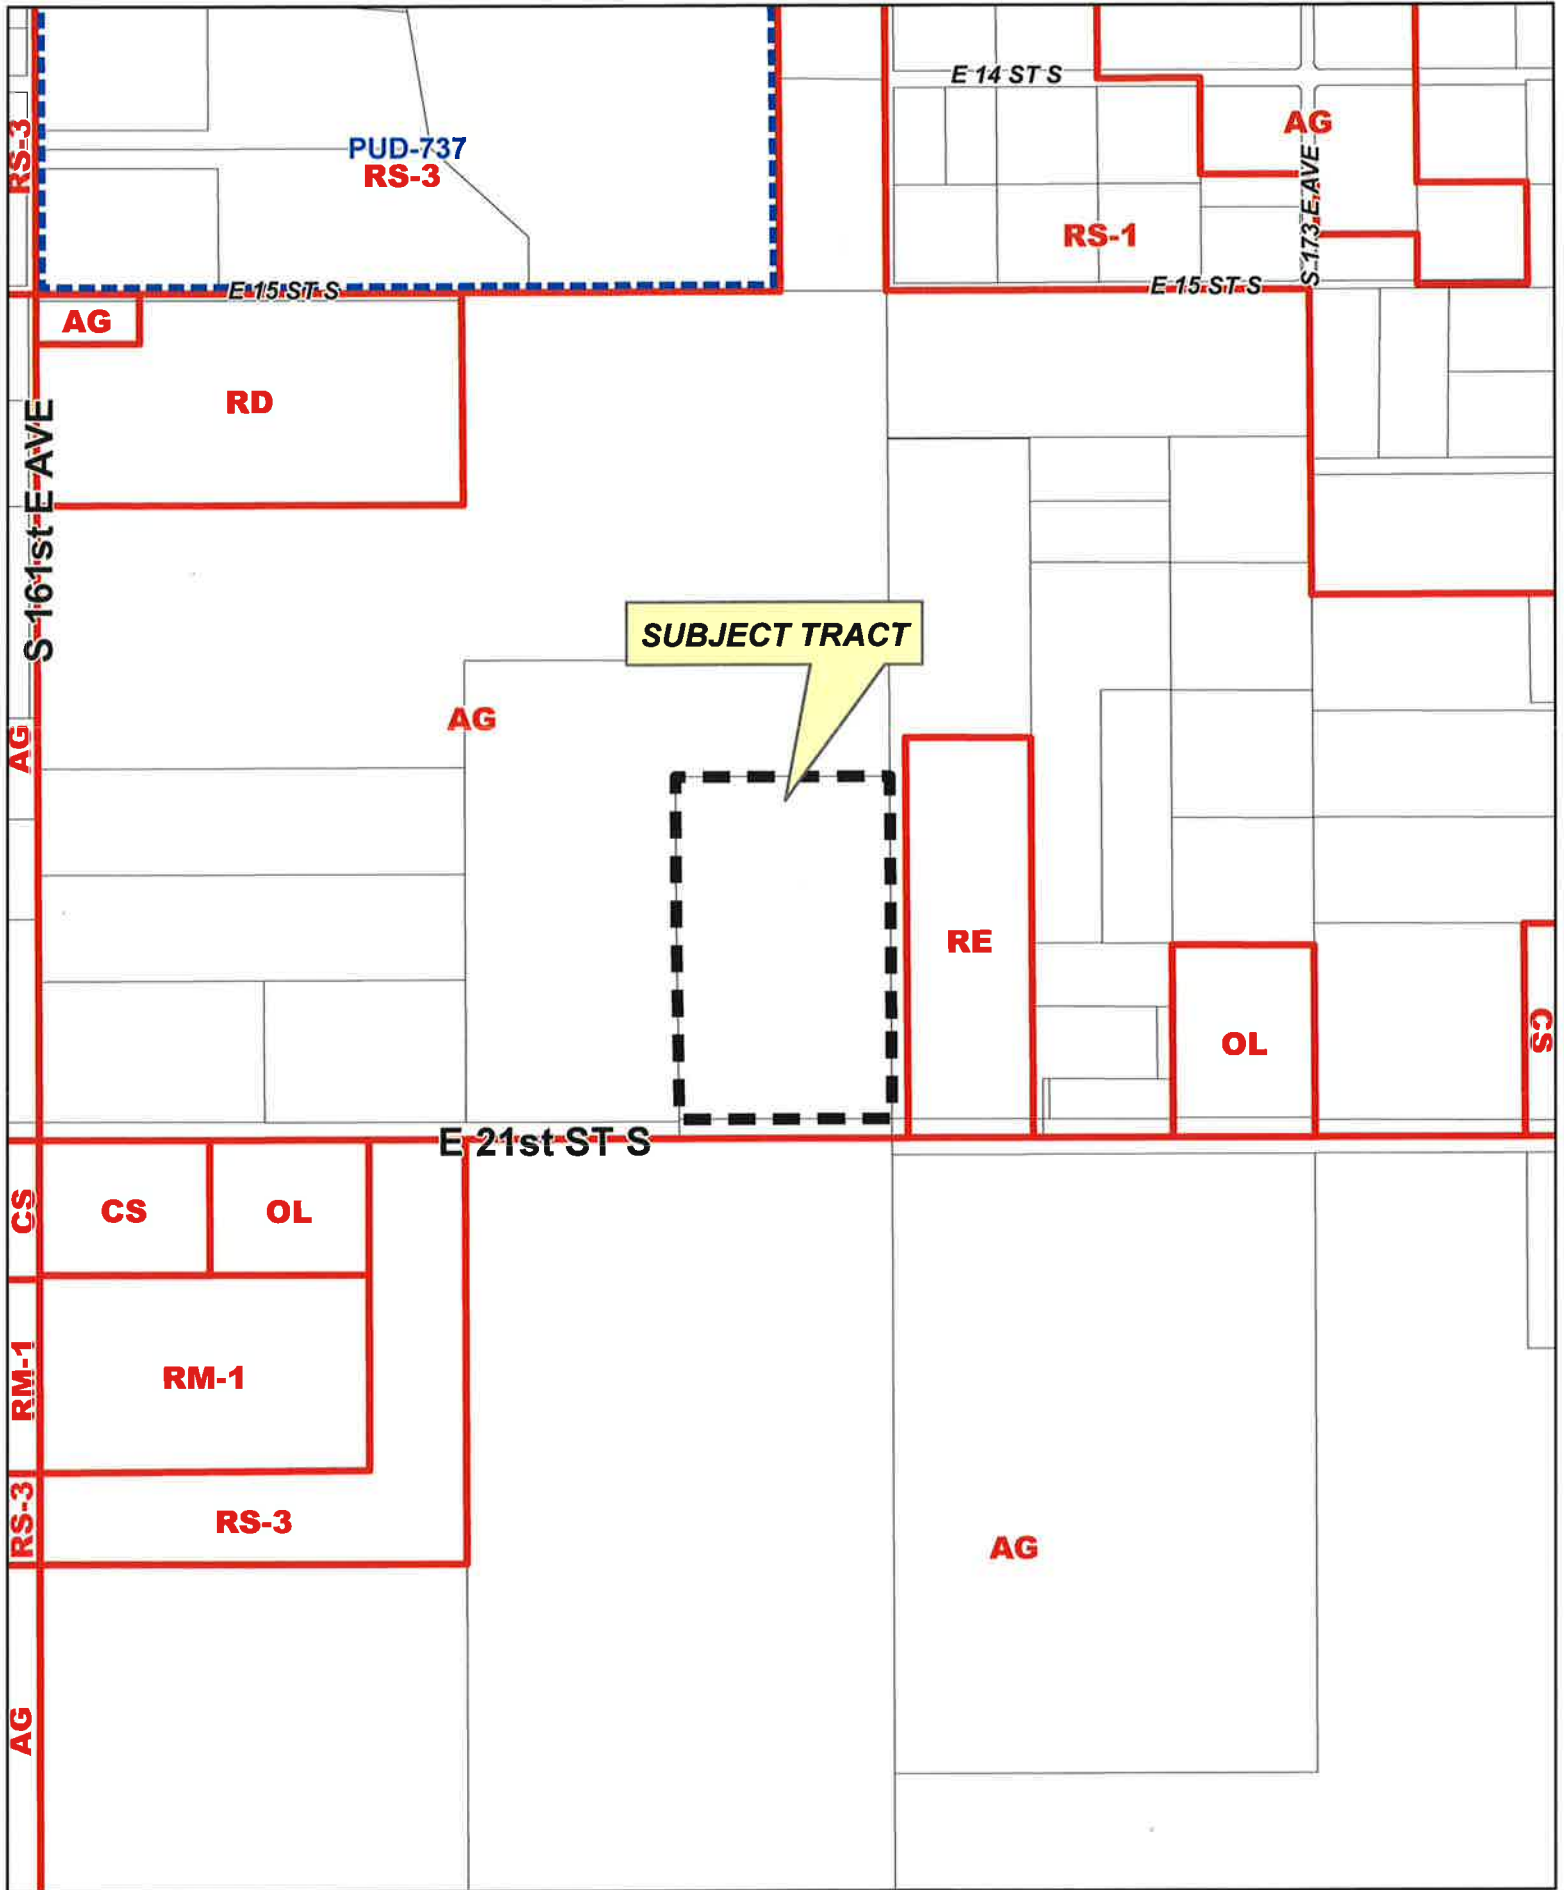 E 14 ST S
AG
RS-3
PUD-737
RS-3
S 173 E AVE
RS-1
E 15 ST S
E 15 ST S
AG
RD
S 161st E AVE
SUBJECT TRACT
AG
AG
RE
OL
CS
E 21st ST S
CS
CS
OL
RM-1
RM-1
RS-3
RS-3
AG
AG